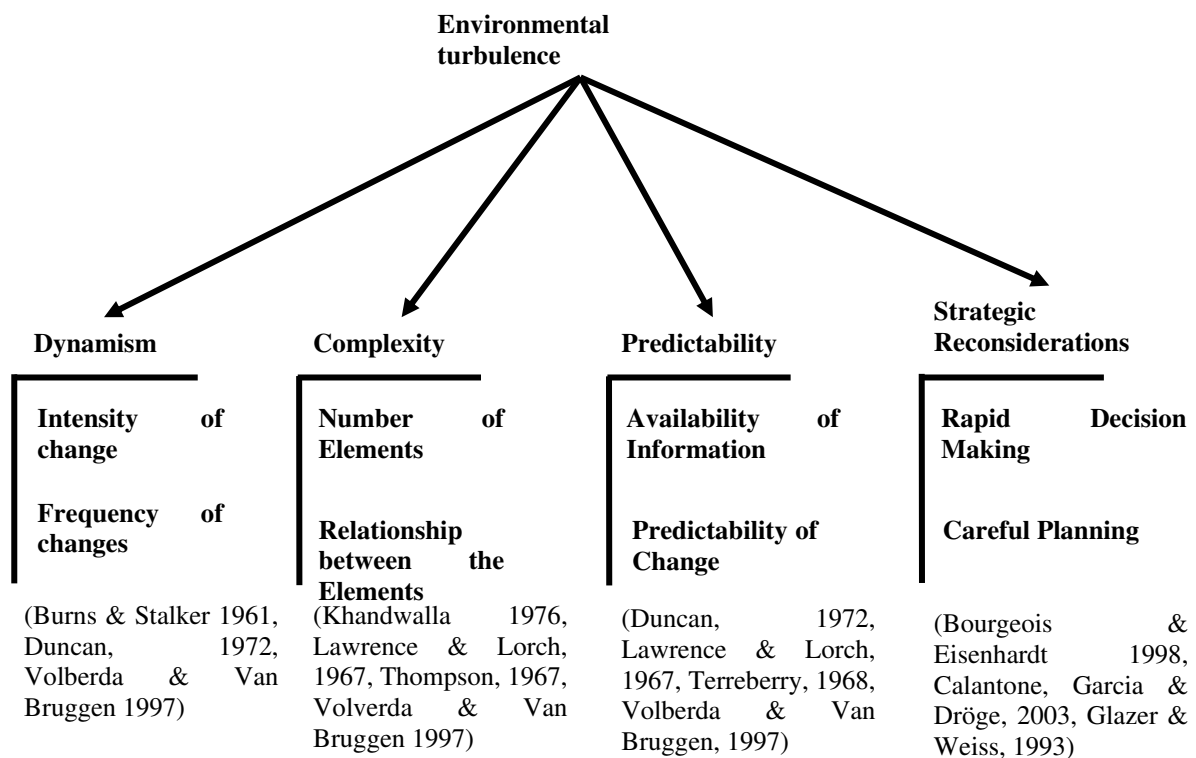 Environmental
turbulence
Dynamism
Intensity of
change
Frequency of
changes
(Burns & Stalker 1961,
Duncan, 1972,
Volberda & Van
Bruggen 1997)
Complexity
Number of
Elements
Relationship
between the
Elements
(Khandwalla 1976,
Lawrence & Lorch,
1967, Thompson, 1967,
Volverda & Van
Bruggen 1997)
Predictability
Availability of
Information
Predictability of
Change
(Duncan, 1972,
Lawrence & Lorch,
1967, Terreberry, 1968,
Volberda & Van
Bruggen, 1997)
Strategic
Reconsiderations
Rapid Decision
Making
Careful Planning
(Bourgeois &
Eisenhardt 1998,
Calantone, Garcia &
Dröge, 2003, Glazer &
Weiss, 1993)